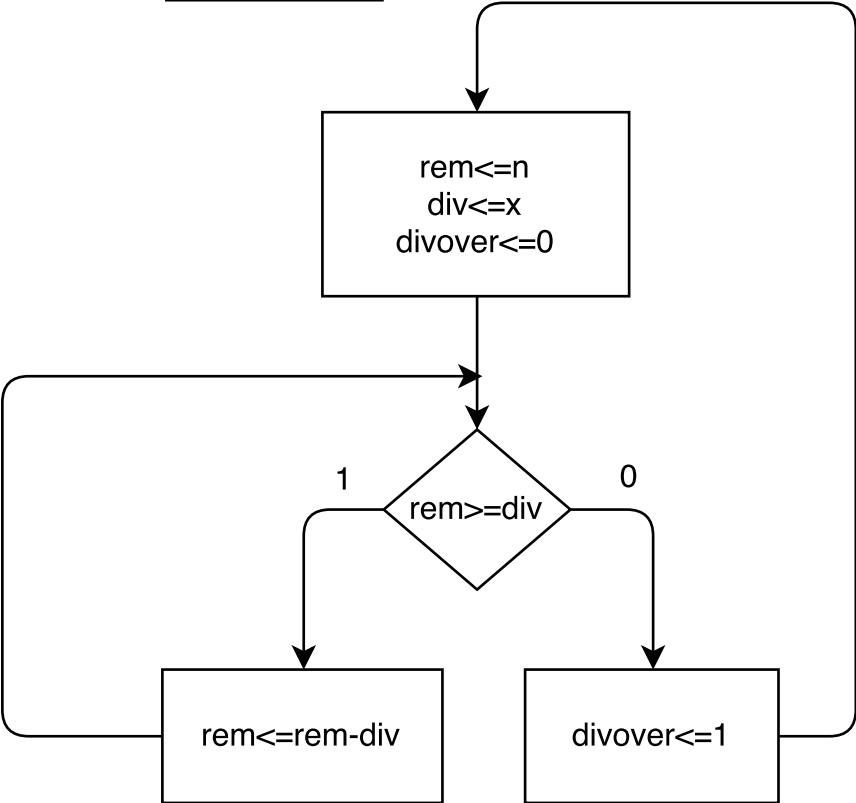 rem<=n
div<=x
divover<=0
1
0
rem>=div
rem<=rem-div
divover<=1